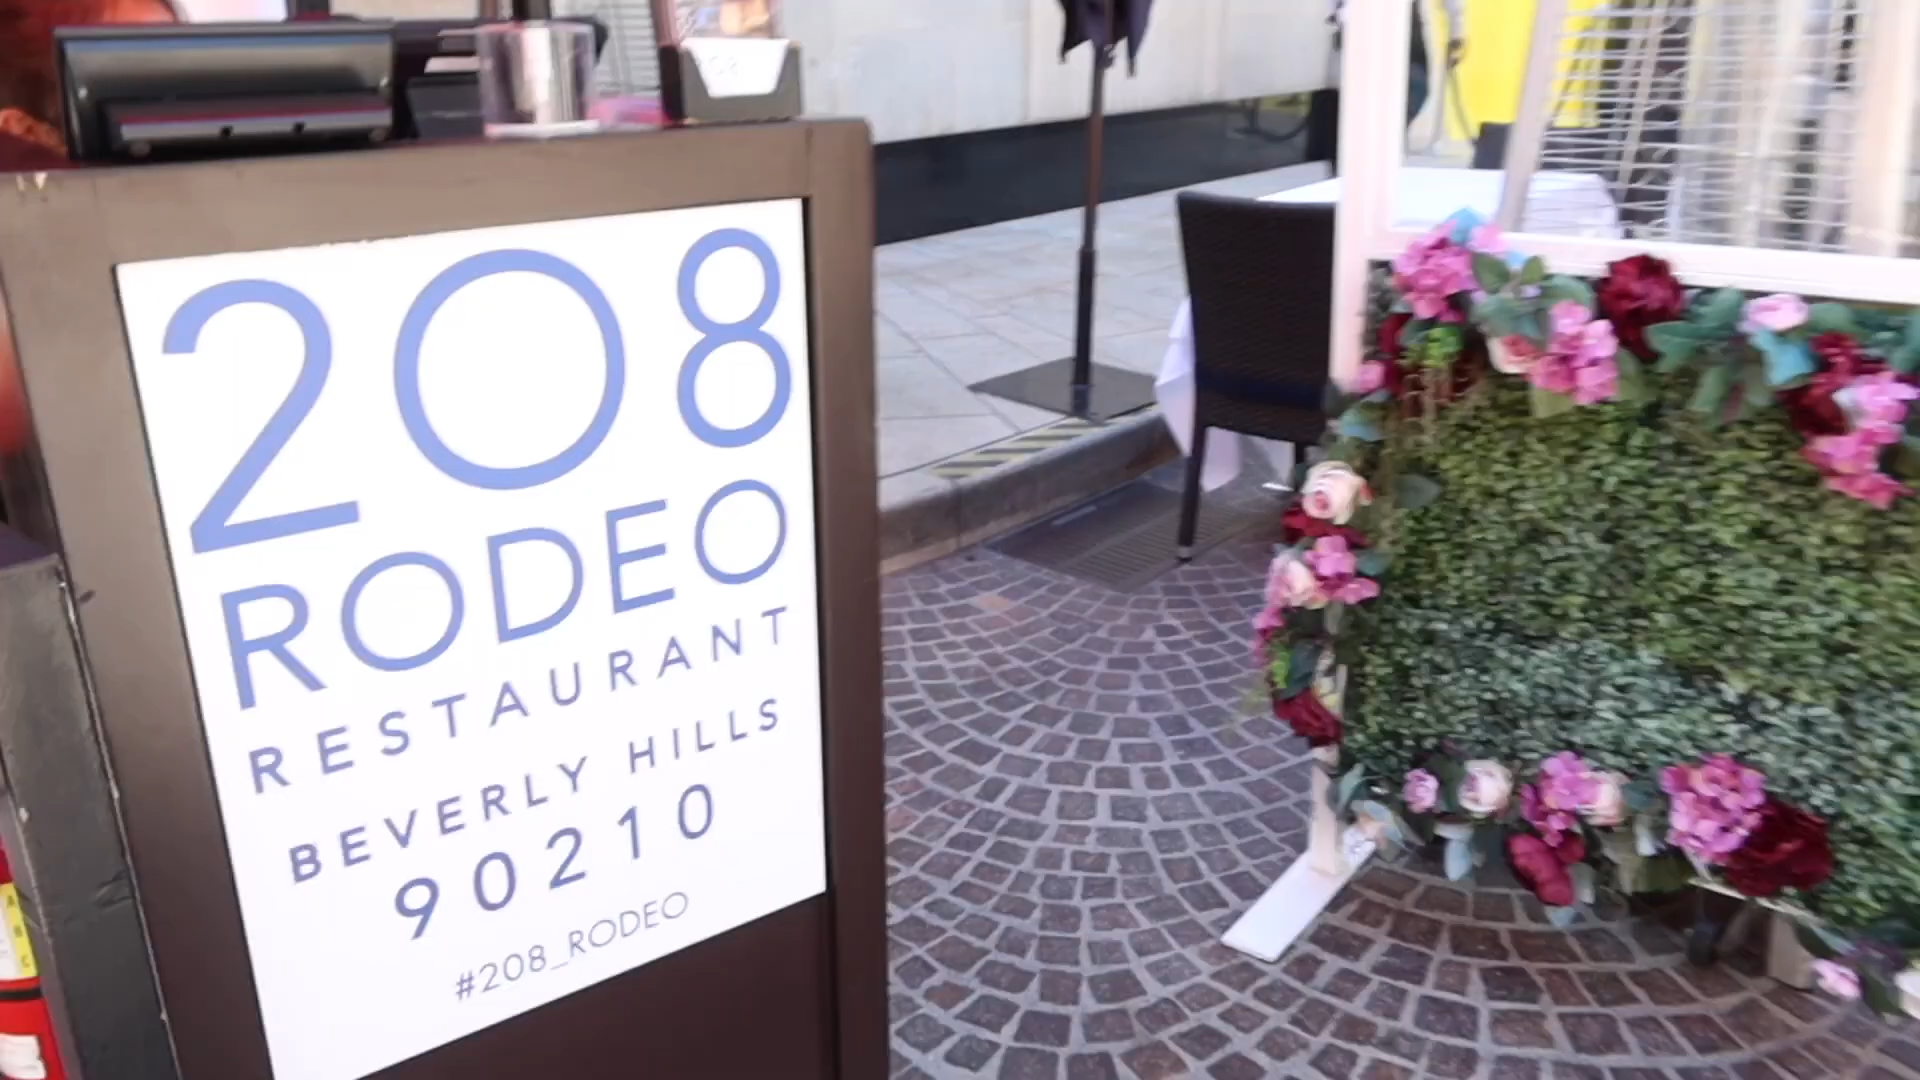 208
RODEO
RESTAURANT
BEVERLY HILLS
90210
#208_RODEO